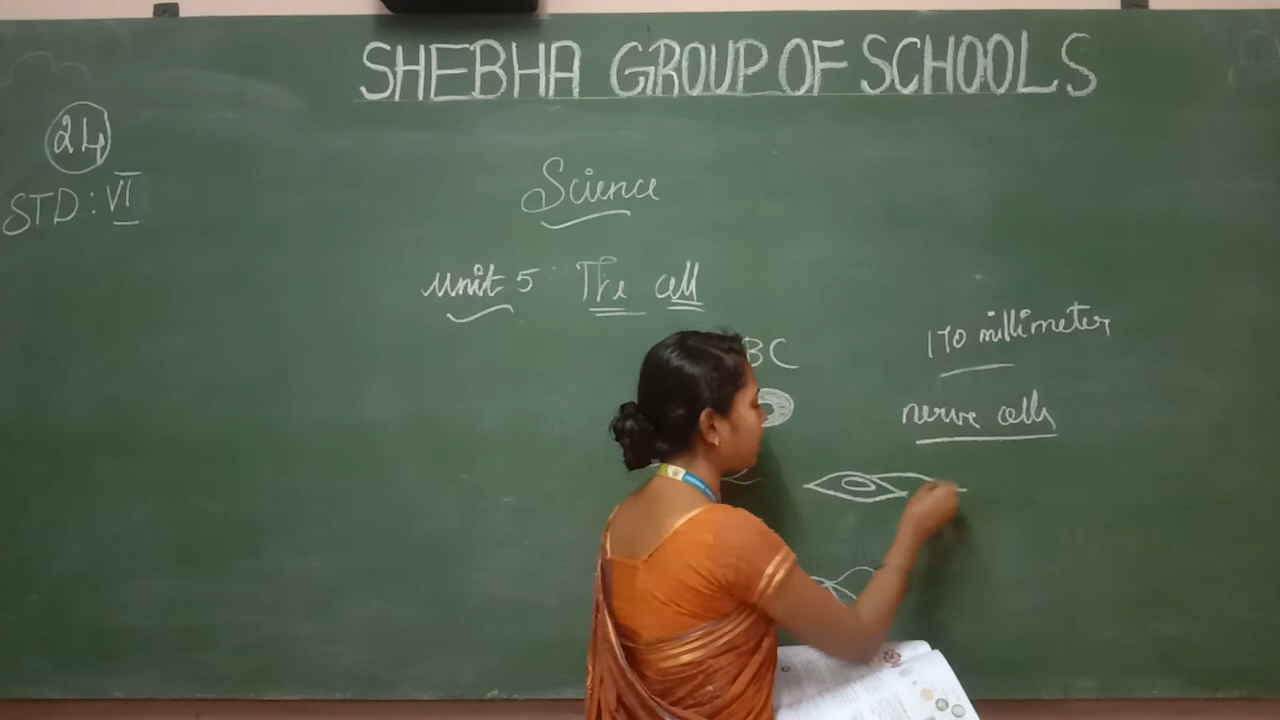 SHEBHA GROUP OF SCHOOLS
24
STD : VI
Science
Unit 5 The cell
BC
170 millimeter
nerve cells